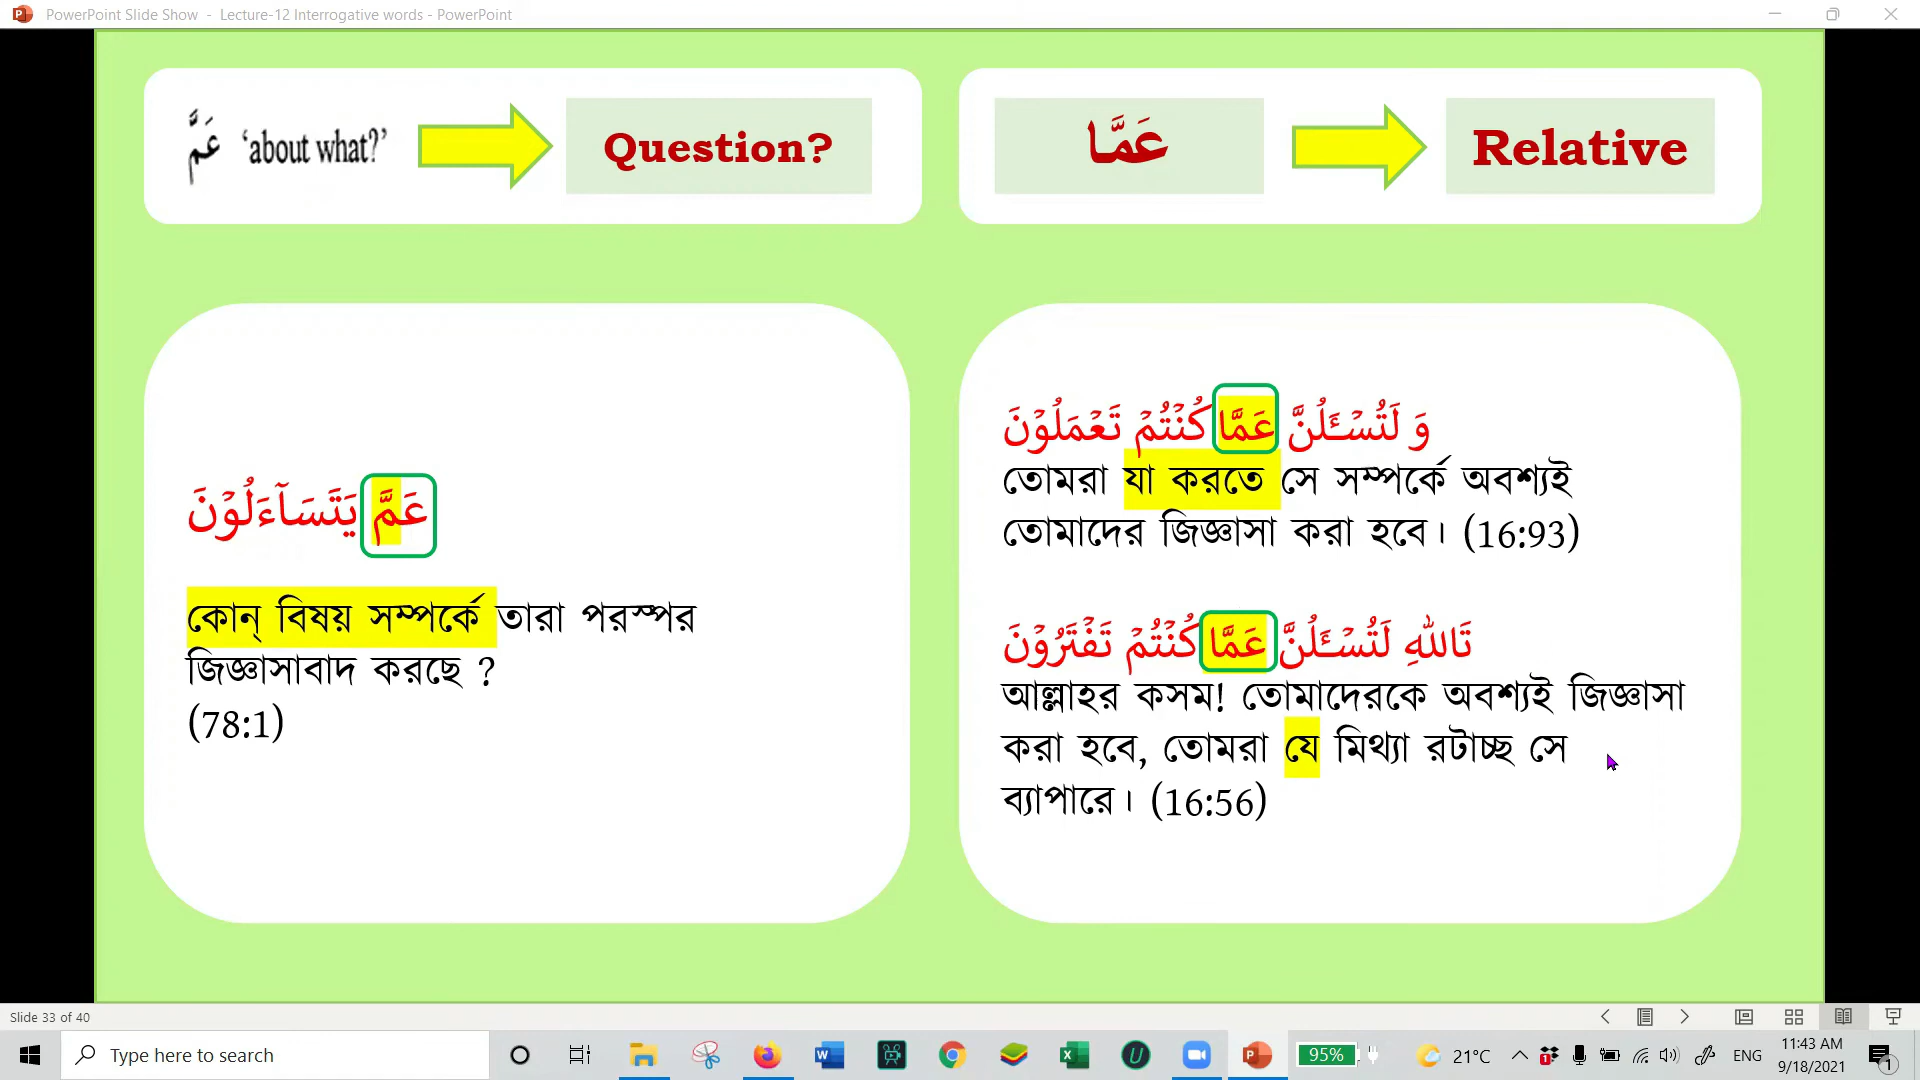 PowerPoint Slide Show - Lecture-12 Interrogative words - PowerPoint
عَمَّ ‘about what?’
Question?
عَمَّا
Relative
عَمَّ يَتَسَآءَلُوْنَ
কোন্ বিষয় সম্পর্কে তারা পরস্পর
জিজ্ঞাসাবাদ করছে ?
(78:1)
وَ لَتُسْـَٔلُنَّ عَمَّا كُنْتُمْ تَعْمَلُوْنَ
তোমরা যা করতে সে সম্পর্কে অবশ্যই
তোমাদের জিজ্ঞাসা করা হবে। (16:93)
تَاللهِ لَتُسْـَٔلُنَّ عَمَّا كُنْتُمْ تَفْتَرُوْنَ
আল্লাহর কসম! তোমাদেরকে অবশ্যই জিজ্ঞাসা
করা হবে, তোমরা যে মিথ্যা রটাচ্ছ সে
ব্যাপারে। (16:56)
Slide 33 of 40
Type here to search
95%
21°C
ENG
11:43 AM
9/18/2021
1